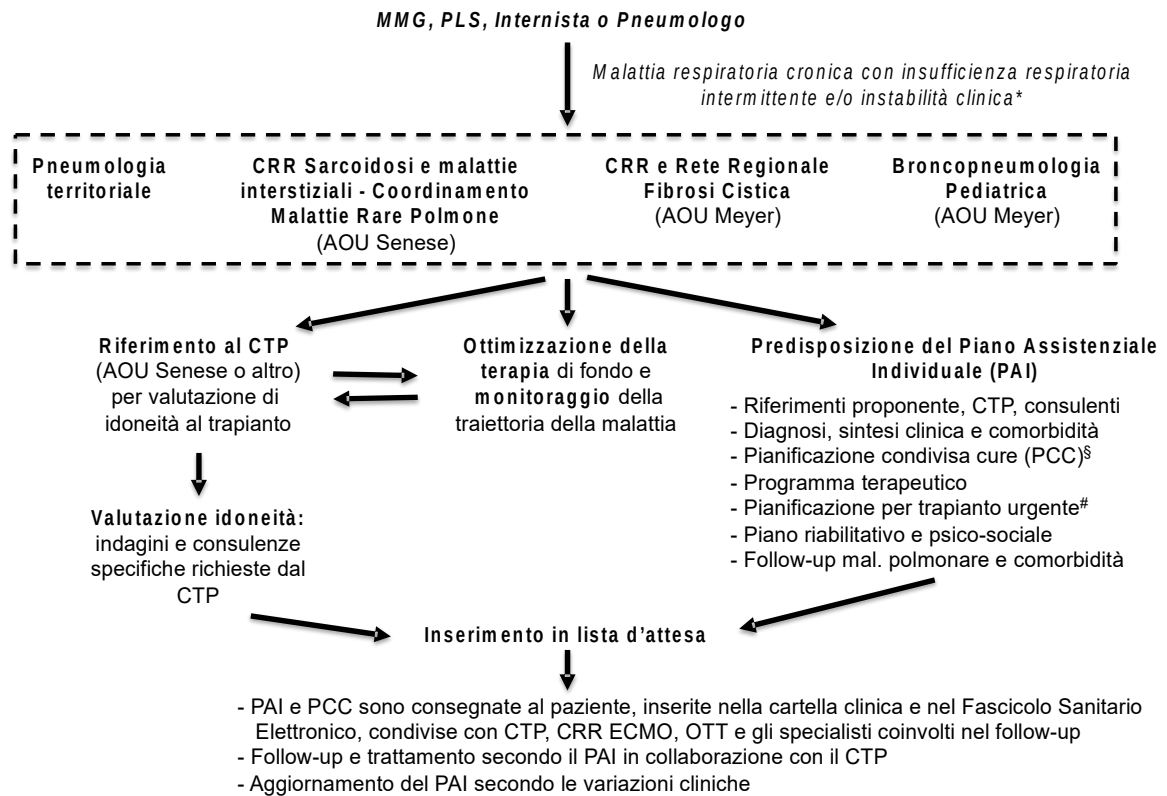 MMG, PLS, Internista o Pneumologo
Malattia respiratoria cronica con insufficienza respiratoria
intermittente e/o instabilità clinica*
Pneumologia
territoriale
CRR Sarcoidosi e malattie
interstiziali - Coordinamento
Malattie Rare Polmone
(AOU Senese)
CRR e Rete Regionale
Fibrosi Cistica
(AOU Meyer)
Broncopneumologia
Pediatrica
(AOU Meyer)
Riferimento al CTP
(AOU Senese o altro)
per valutazione di
idoneità al trapianto
Ottimizzazione della
terapia di fondo e
monitoraggio della
traiettoria della malattia
Predisposizione del Piano Assistenziale
Individuale (PAI)
- Riferimenti proponente, CTP, consulenti
- Diagnosi, sintesi clinica e comorbidità
- Pianificazione condivisa cure (PCC)§
- Programma terapeutico
- Pianificazione per trapianto urgente#
- Piano riabilitativo e psico-sociale
- Follow-up mal. polmonare e comorbidità
Valutazione idoneità:
indagini e consulenze
specifiche richieste dal
CTP
Inserimento in lista d'attesa
- PAI e PCC sono consegnate al paziente, inserite nella cartella clinica e nel Fascicolo Sanitario
Elettronico, condivise con CTP, CRR ECMO, OTT e gli specialisti coinvolti nel follow-up
- Follow-up e trattamento secondo il PAI in collaborazione con il CTP
- Aggiornamento del PAI secondo le variazioni cliniche